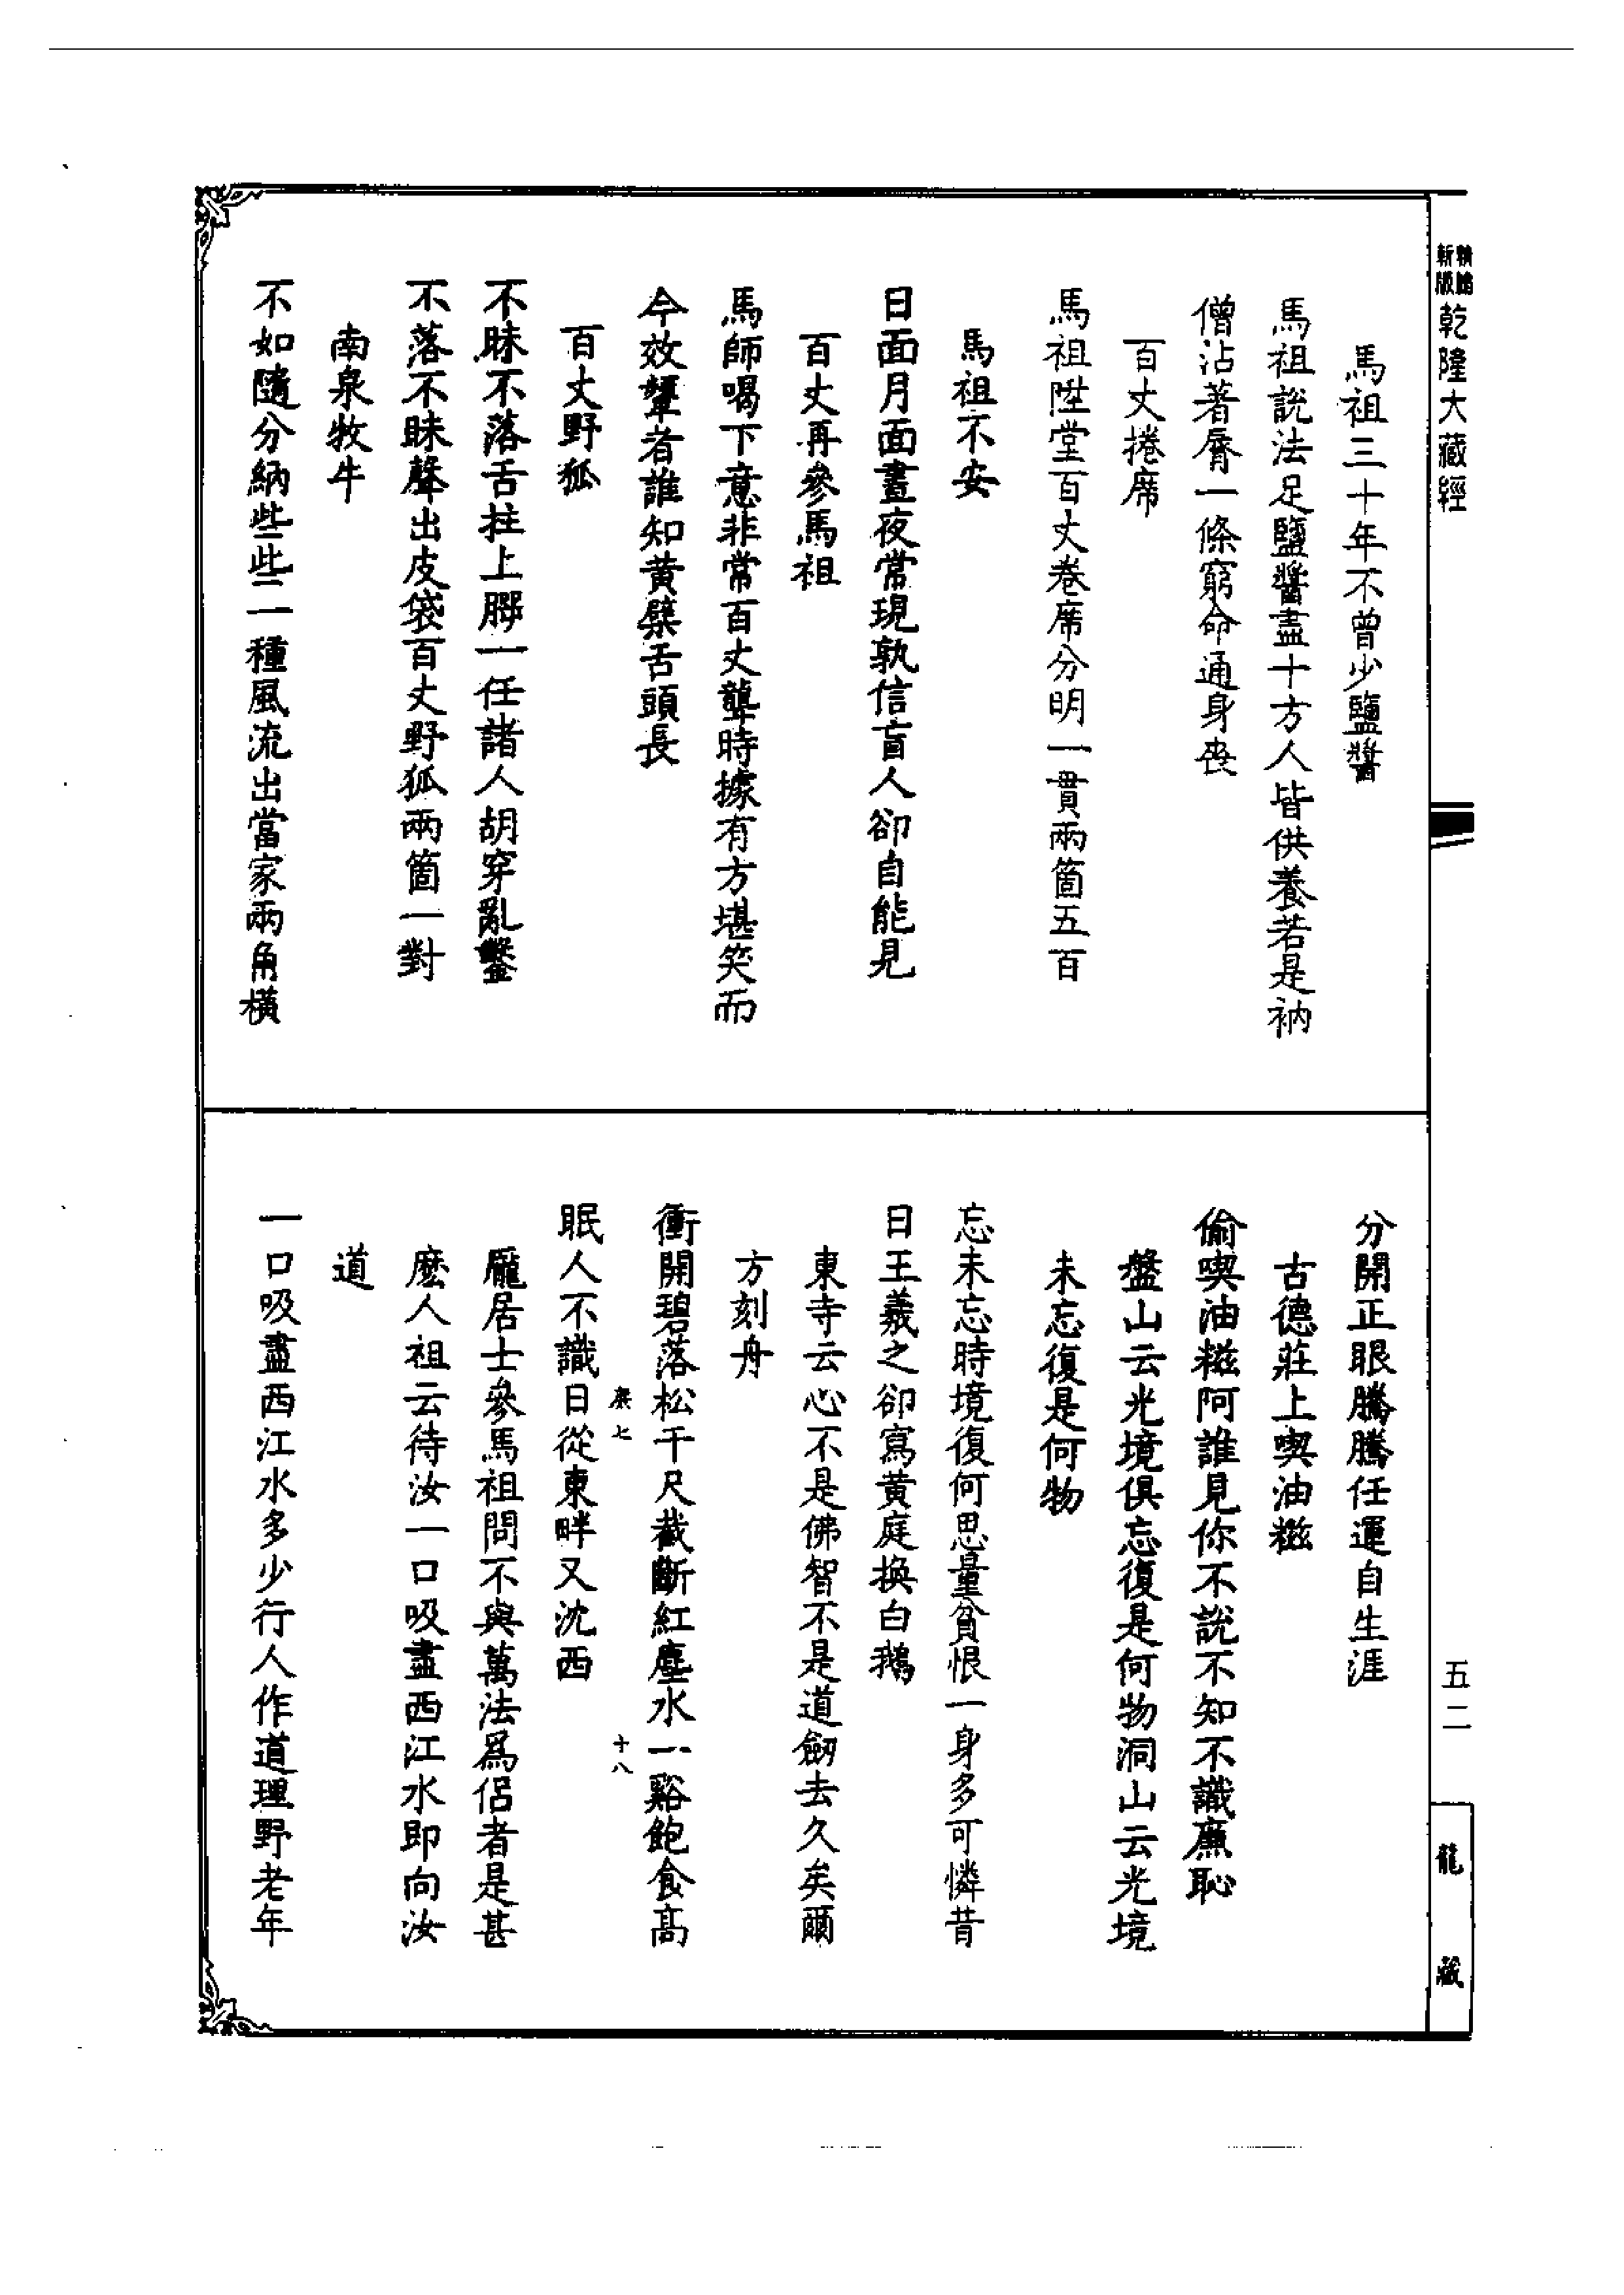 新版
乾隆大藏經
馬祖三十年不曾少鹽醬
馬祖說法足鹽醬盡十方人皆供養若是衲
僧沾著脣一條窮命通身喪
百丈捲席
馬祖陞堂百丈卷席分明一貫兩箇五百
馬祖不安
日面月面晝夜常現孰信盲人卻自能見
百丈再參馬祖
馬師喝下意非常百丈聾時據有方堪笑而
今效顰者誰知黃檗舌頭長
百丈野狐
不昧不落舌拄上腭一任諸人胡穿亂鑿
不落不昧聲出皮袋百丈野狐兩箇一對
南泉牧牛
不如隨分納些些一種風流出當家兩角橫
分開正眼騰騰任運自生涯
古德莊上喫油糍
偷喫油糍阿誰見你不說不知不識廉恥
盤山云光境俱忘復是何物洞山云光境
未忘復是何物
忘未忘時境復何思量貧恨一身多可憐昔
日王羲之卻寫黃庭換白鵝
東寺云心不是佛智不是道劒去久矣爾
方刻舟
衝開碧落松千尺截斷紅塵水一谿飽食高
眠人不識日從東畔又沈西
七
十八
龐居士參馬祖問不與萬法爲侶者是甚
麽人祖云待汝一口吸盡西江水即向汝
道
一口吸盡西江水多少行人作道理野老年
五二
龍藏